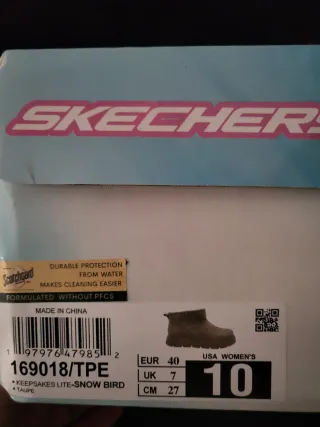 SKECHERS
Scotchgard
DURABLE PROTECTION
FROM WATER
MAKES CLEANING EASIER
FORMULATED WITHOUT PFCS
MADE IN CHINA
1 97976 47985 2
169018/TPE
• KEEPSAKES LITE-SNOW BIRD
• TAUPE
EUR 40
UK 7
CM 27
USA WOMEN'S
10